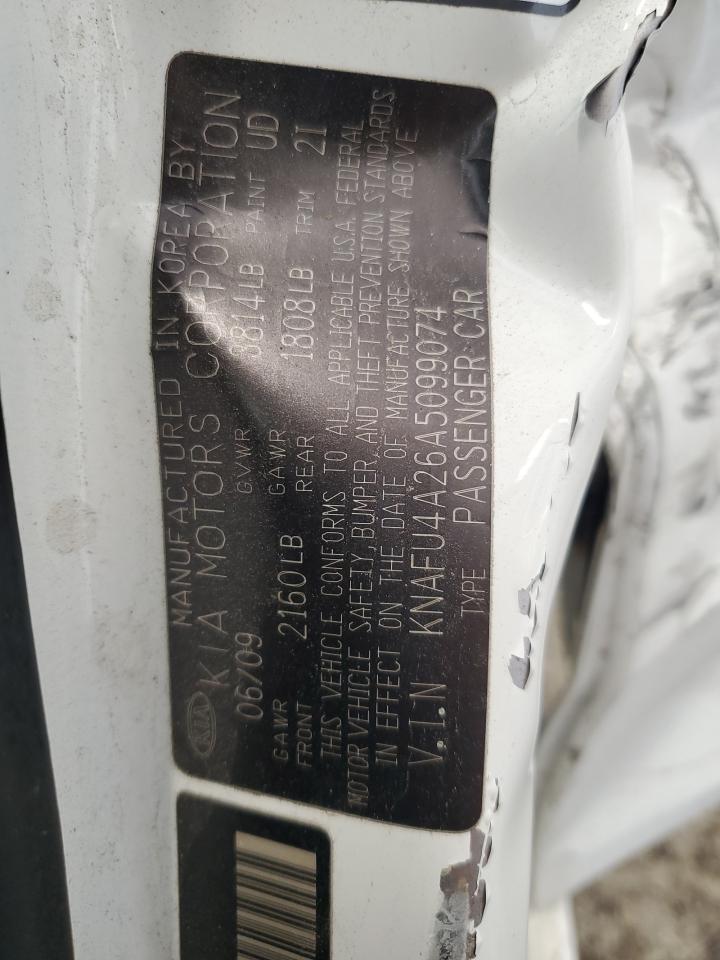 MANUFACTURED IN KOREA BY
KIA KIA MOTORS CORPORATION
06/09 G.V.W.R 3814LB PAINT UD
GAWR FRONT 2160LB GAWR REAR 1808LB TRIM 2I
THIS VEHICLE CONFORMS TO ALL APPLICABLE U.S.A. FEDERAL
MOTOR VEHICLE SAFETY, BUMPER, AND THEFT PREVENTION STANDARDS
IN EFFECT ON THE DATE OF MANUFACTURE SHOWN ABOVE
V.I.N KNAFU4A26A5099074
TYPE PASSENGER CAR